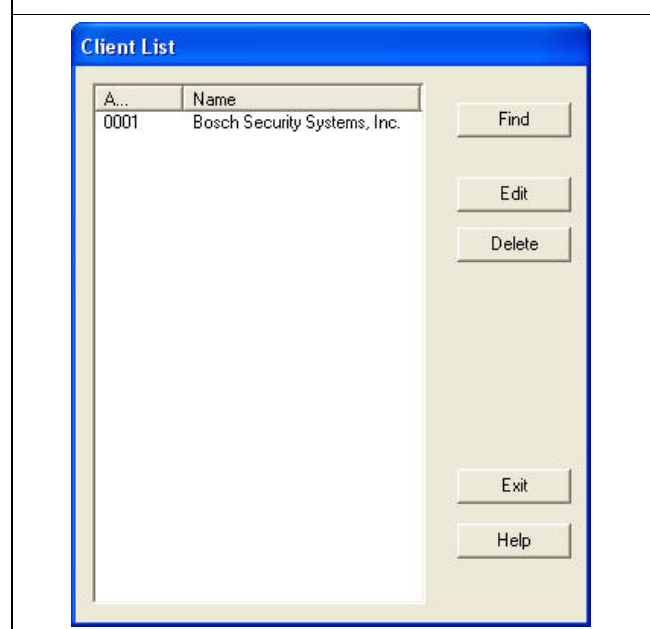 Client List
A... Name
0001 Bosch Security Systems, Inc.
Find
Edit
Delete
Exit
Help